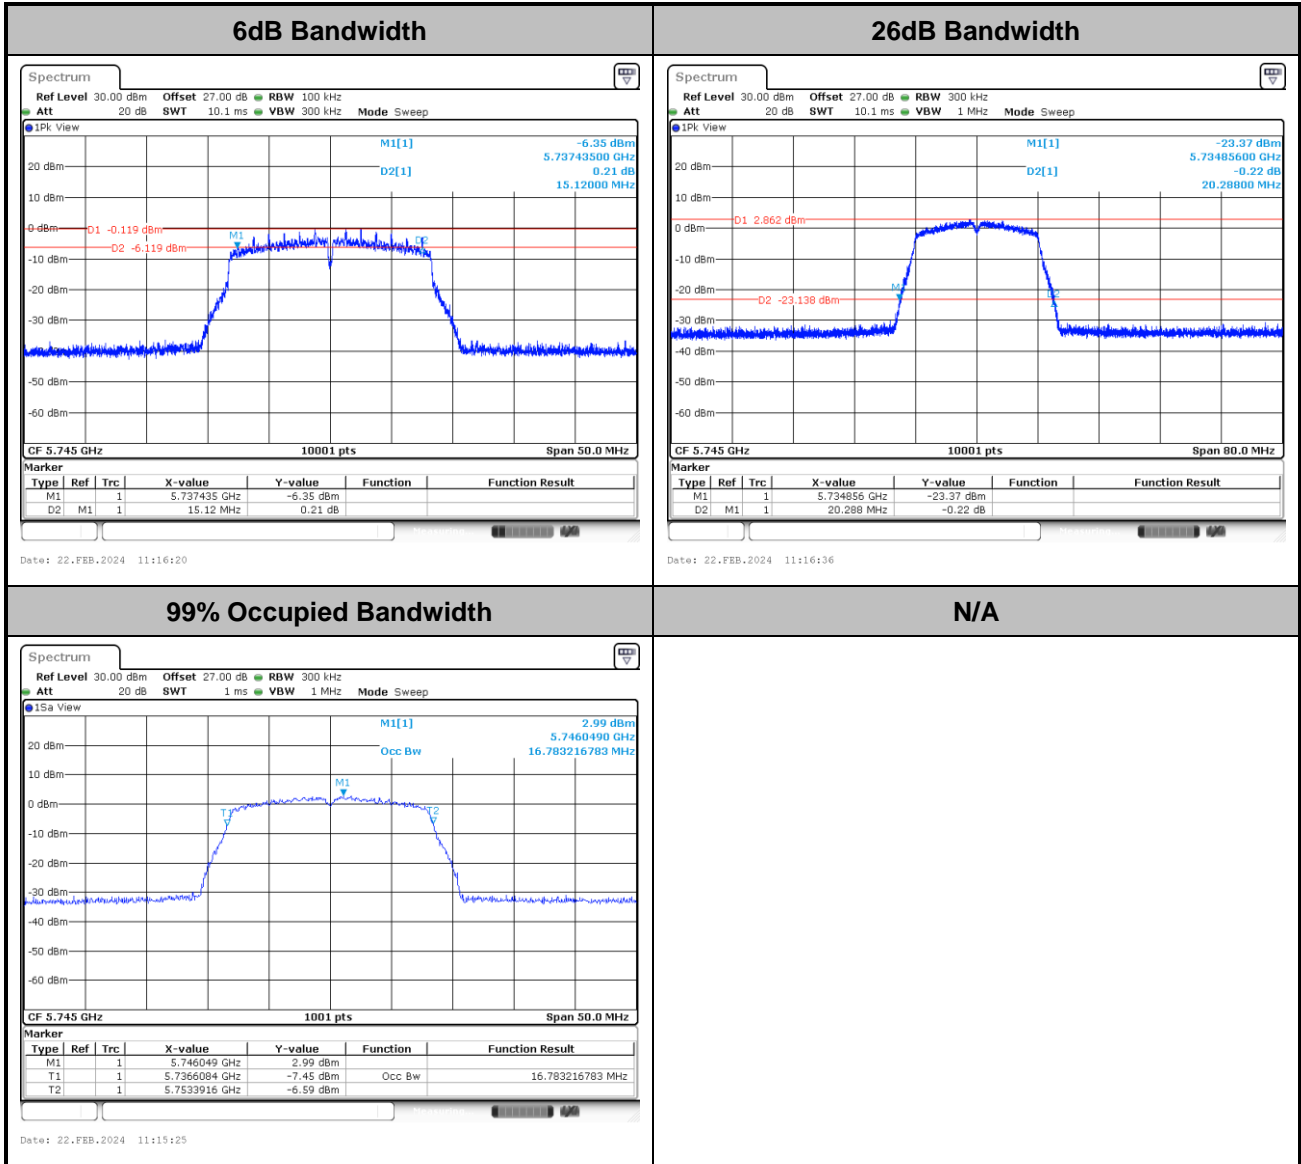 6dB Bandwidth
26dB Bandwidth
Spectrum
Ref Level 30.00 dBm Offset 27.00 dB RBW 100 kHz
Att 20 dB SWT 10.1 ms VBW 300 kHz Mode Sweep
1Pk View
M1[1] -6.35 dBm
5.73743500 GHz
20 dBm
D2[1] 0.21 dB
15.12000 MHz
10 dBm
0 dBm
D1 -0.119 dBm
M1
D2
D2 -6.119 dBm
-10 dBm
-20 dBm
-30 dBm
-40 dBm
-50 dBm
-60 dBm
CF 5.745 GHz 10001 pts Span 50.0 MHz
Marker
Type Ref Trc X-value Y-value Function Function Result
M1 1 5.737435 GHz -6.35 dBm
D2 M1 1 15.12 MHz 0.21 dB
Date: 22.FEB.2024 11:16:20
Spectrum
Ref Level 30.00 dBm Offset 27.00 dB RBW 300 kHz
Att 20 dB SWT 10.1 ms VBW 1 MHz Mode Sweep
1Pk View
M1[1] -23.37 dBm
5.73485600 GHz
20 dBm
D2[1] -0.22 dB
20.28800 MHz
10 dBm
D1 2.862 dBm
0 dBm
-10 dBm
-20 dBm
M1
D2
D2 -23.138 dBm
-30 dBm
-40 dBm
-50 dBm
-60 dBm
CF 5.745 GHz 10001 pts Span 80.0 MHz
Marker
Type Ref Trc X-value Y-value Function Function Result
M1 1 5.734856 GHz -23.37 dBm
D2 M1 1 20.288 MHz -0.22 dB
Date: 22.FEB.2024 11:16:36
99% Occupied Bandwidth
N/A
Spectrum
Ref Level 30.00 dBm Offset 27.00 dB RBW 300 kHz
Att 20 dB SWT 1 ms VBW 1 MHz Mode Sweep
1Sa View
M1[1] 2.99 dBm
5.7460490 GHz
20 dBm
Occ Bw 16.783216783 MHz
10 dBm
M1
0 dBm
T1
T2
-10 dBm
-20 dBm
-30 dBm
-40 dBm
-50 dBm
-60 dBm
CF 5.745 GHz 1001 pts Span 50.0 MHz
Marker
Type Ref Trc X-value Y-value Function Function Result
M1 1 5.746049 GHz 2.99 dBm
T1 1 5.7366084 GHz -7.45 dBm Occ Bw 16.783216783 MHz
T2 1 5.7533916 GHz -6.59 dBm
Date: 22.FEB.2024 11:15:25